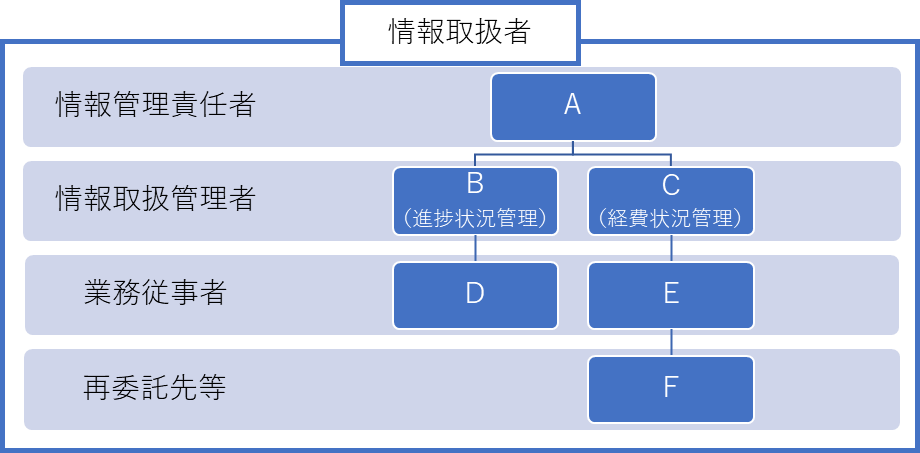 情報取扱者
情報管理責任者
A
情報取扱管理者
B
（進捗状況管理）
C
（経費状況管理）
業務従事者
D
E
再委託先等
F